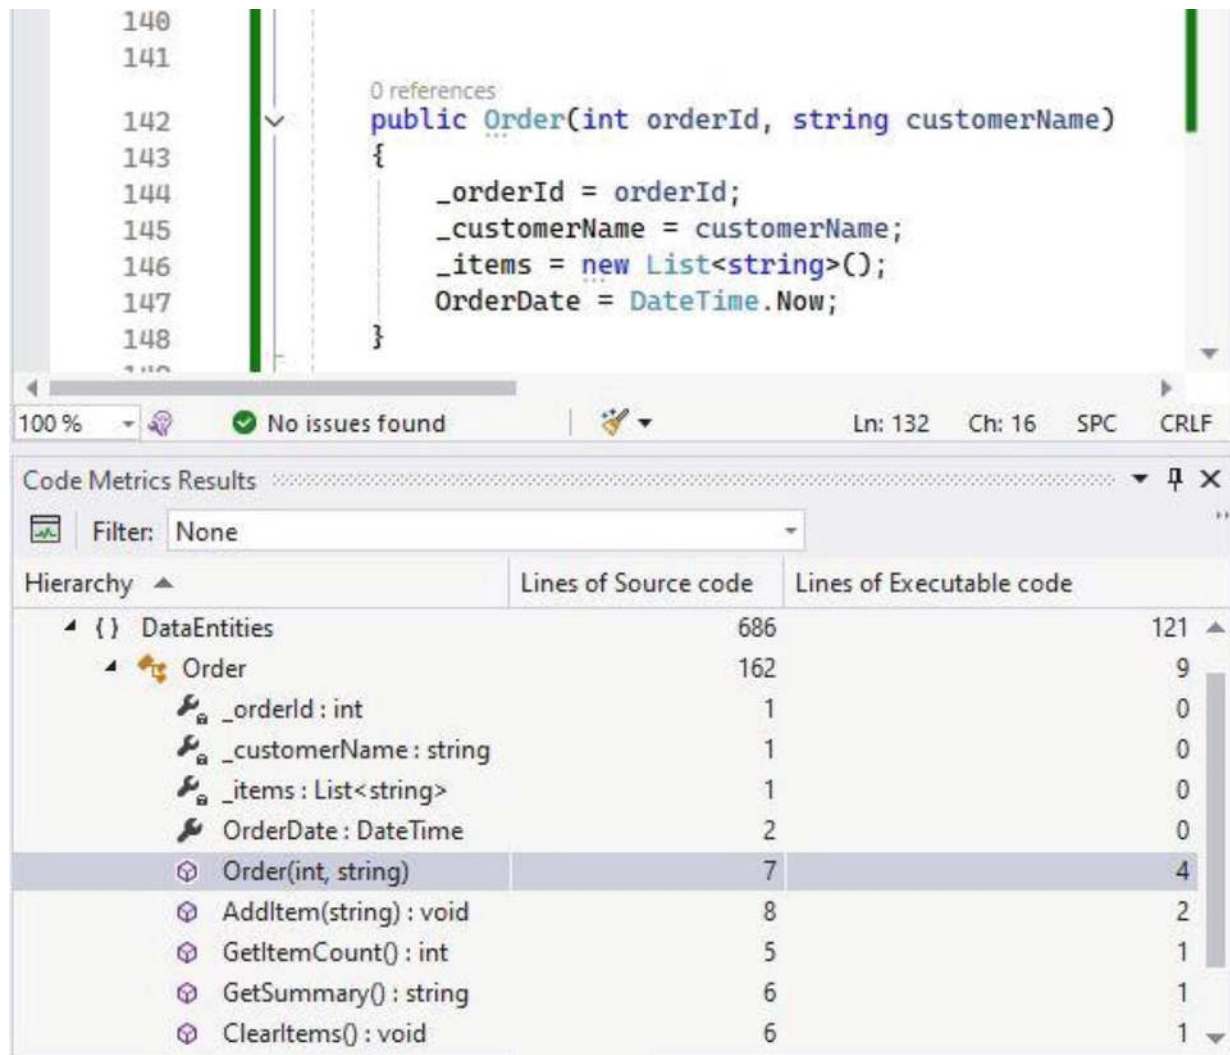 140
141
0 references
142 public Order(int orderId, string customerName)
143 {
144 _orderId = orderId;
145 _customerName = customerName;
146 _items = new List<string>();
147 OrderDate = DateTime.Now;
148 }
100 % No issues found Ln: 132 Ch: 16 SPC CRLF
Code Metrics Results
Filter: None
Hierarchy Lines of Source code Lines of Executable code
{ } DataEntities 686 121
Order 162 9
_orderId : int 1 0
_customerName : string 1 0
_items : List<string> 1 0
OrderDate : DateTime 2 0
Order(int, string) 7 4
AddItem(string) : void 8 2
GetItemCount() : int 5 1
GetSummary() : string 6 1
ClearItems() : void 6 1